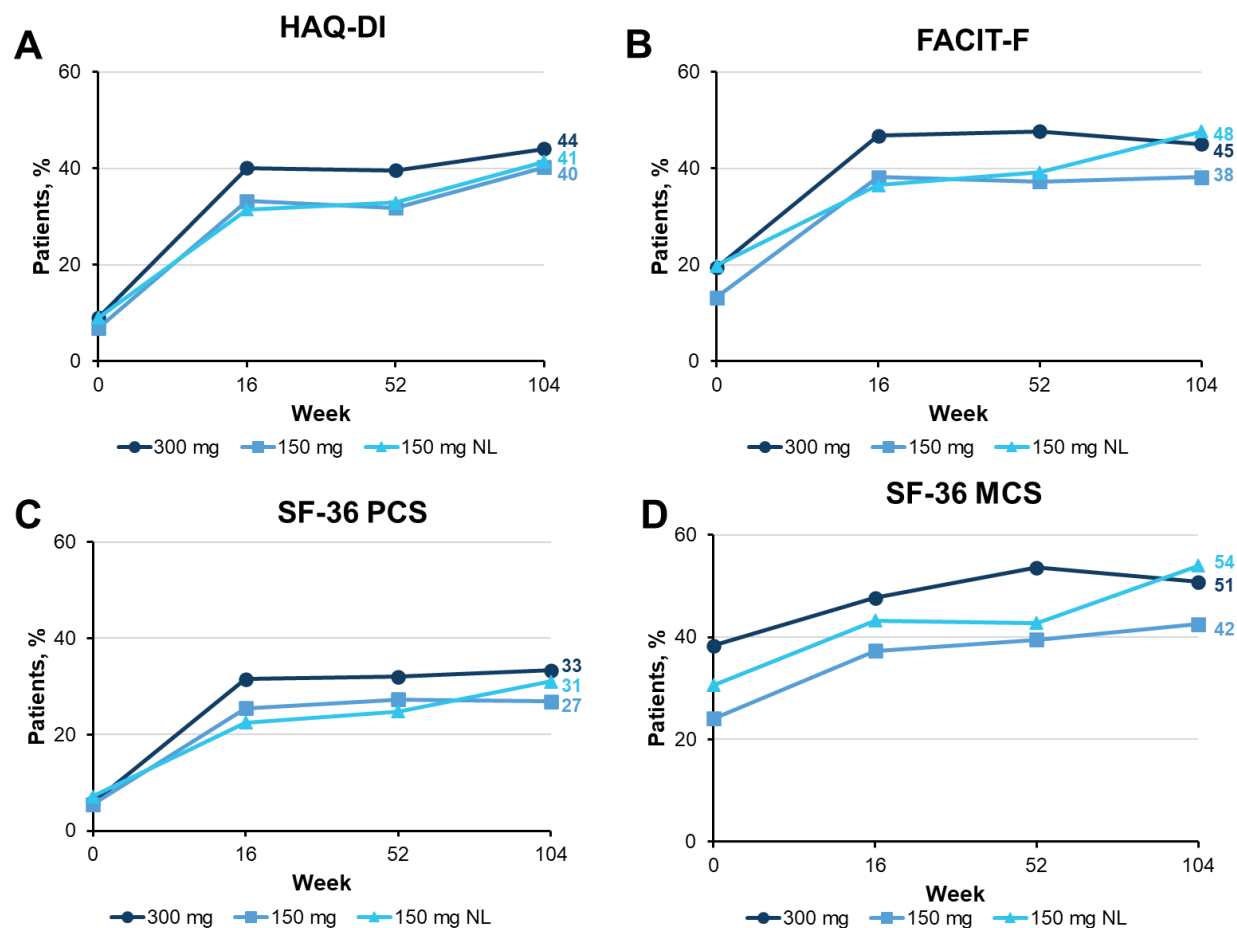 A
HAQ-DI
60
40
20
0
Patients, %
44
41
40
0 16 52 104
Week
300 mg 150 mg 150 mg NL
B
FACIT-F
60
40
20
0
Patients, %
48
45
38
0 16 52 104
Week
300 mg 150 mg 150 mg NL
C
SF-36 PCS
60
40
20
0
Patients, %
33
31
27
0 16 52 104
Week
300 mg 150 mg 150 mg NL
D
SF-36 MCS
60
40
20
0
Patients, %
54
51
42
0 16 52 104
Week
300 mg 150 mg 150 mg NL